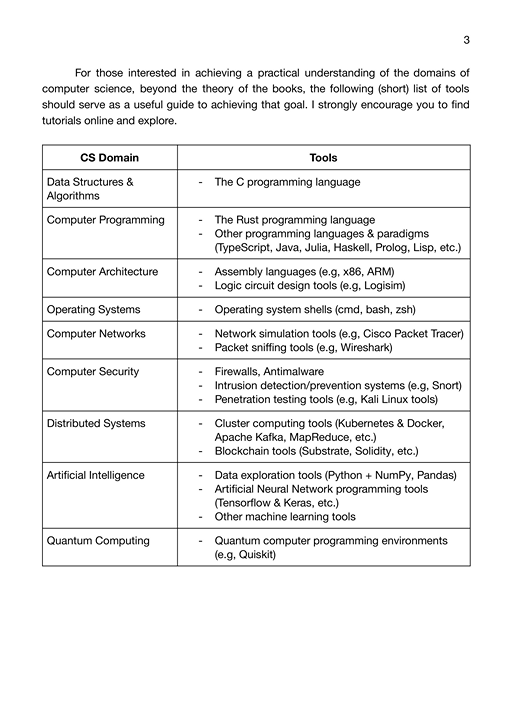 3
For those interested in achieving a practical understanding of the domains of
computer science, beyond the theory of the books, the following (short) list of tools
should serve as a useful guide to achieving that goal. I strongly encourage you to find
tutorials online and explore.
CS Domain Tools
Data Structures & - The C programming language
Algorithms
Computer Programming - The Rust programming language
- Other programming languages & paradigms
(TypeScript, Java, Julia, Haskell, Prolog, Lisp, etc.)
Computer Architecture - Assembly languages (e.g, x86, ARM)
- Logic circuit design tools (e.g, Logisim)
Operating Systems - Operating system shells (cmd, bash, zsh)
Computer Networks - Network simulation tools (e.g, Cisco Packet Tracer)
- Packet sniffing tools (e.g, Wireshark)
Computer Security - Firewalls, Antimalware
- Intrusion detection/prevention systems (e.g, Snort)
- Penetration testing tools (e.g, Kali Linux tools)
Distributed Systems - Cluster computing tools (Kubernetes & Docker,
Apache Kafka, MapReduce, etc.)
- Blockchain tools (Substrate, Solidity, etc.)
Artificial Intelligence - Data exploration tools (Python + NumPy, Pandas)
- Artificial Neural Network programming tools
(Tensorflow & Keras, etc.)
- Other machine learning tools
Quantum Computing - Quantum computer programming environments
(e.g, Quiskit)